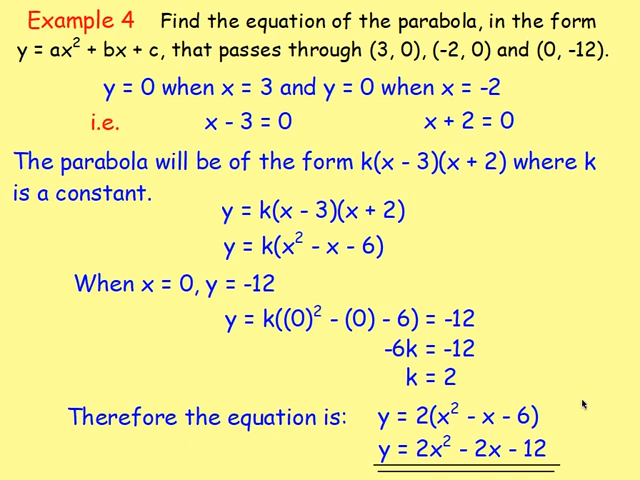 Example 4 Find the equation of the parabola, in the form
y = ax² + bx + c, that passes through (3, 0), (-2, 0) and (0, -12).
y = 0 when x = 3 and y = 0 when x = -2
i.e. x - 3 = 0 x + 2 = 0
The parabola will be of the form k(x - 3)(x + 2) where k
is a constant.
y = k(x - 3)(x + 2)
y = k(x² - x - 6)
When x = 0, y = -12
y = k((0)² - (0) - 6) = -12
-6k = -12
k = 2
Therefore the equation is: y = 2(x² - x - 6)
y = 2x² - 2x - 12